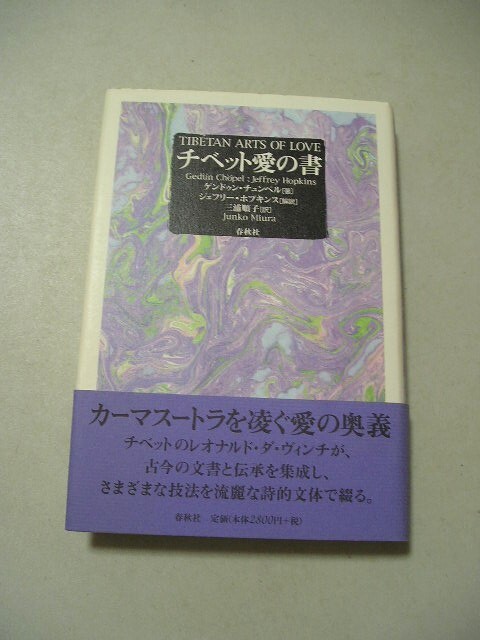 TIBETAN ARTS OF LOVE
チベット愛の書
Gedün Chöpel : Jeffrey Hopkins
ゲンドゥン・チュンペル[著]
ジェフリー・ホプキンス[解説]
三浦順子[訳]
Junko Miura
春秋社
カーマスートラを凌ぐ愛の奥義
チベットのレオナルド・ダ・ヴィンチが、
古今の文書と伝承を集成し、
さまざまな技法を流麗な詩的文体で綴る。
春秋社 定価(本体2800円+税)